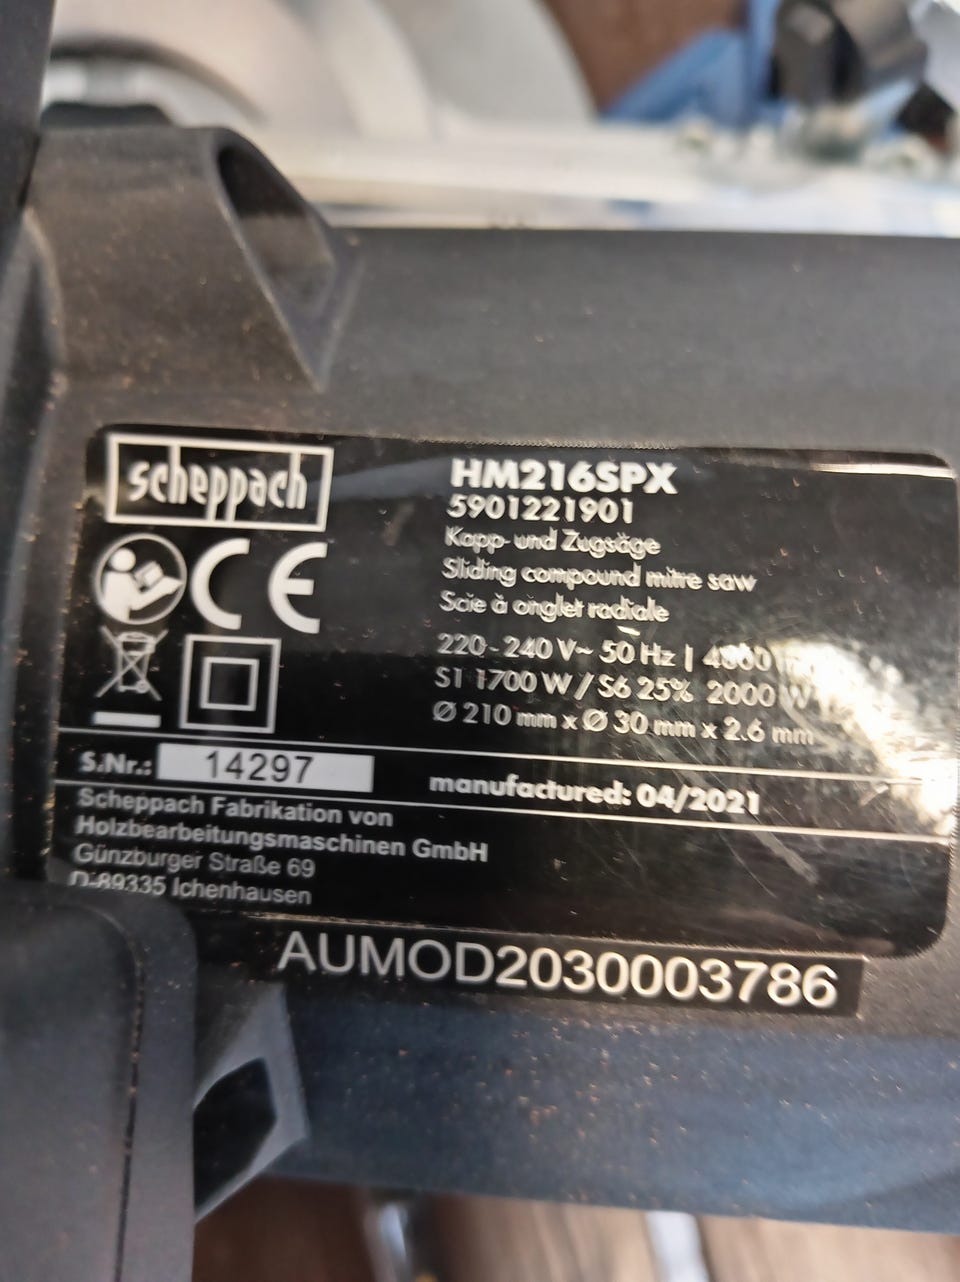 scheppach
HM216SPX
5901221901
Kapp- und Zugsäge
Sliding compound mitre saw
Scie à onglet radiale
CE
220 - 240 V~ 50 Hz |
S1 1700 W / S6 25% 2000 W
Ø 210 mm x Ø 30 mm x 2.6 mm
S.Nr.: 14297
manufactured: 04/2021
Scheppach Fabrikation von
Holzbearbeitungsmaschinen GmbH
Günzburger Straße 69
D-89335 Ichenhausen
AUMOD2030003786